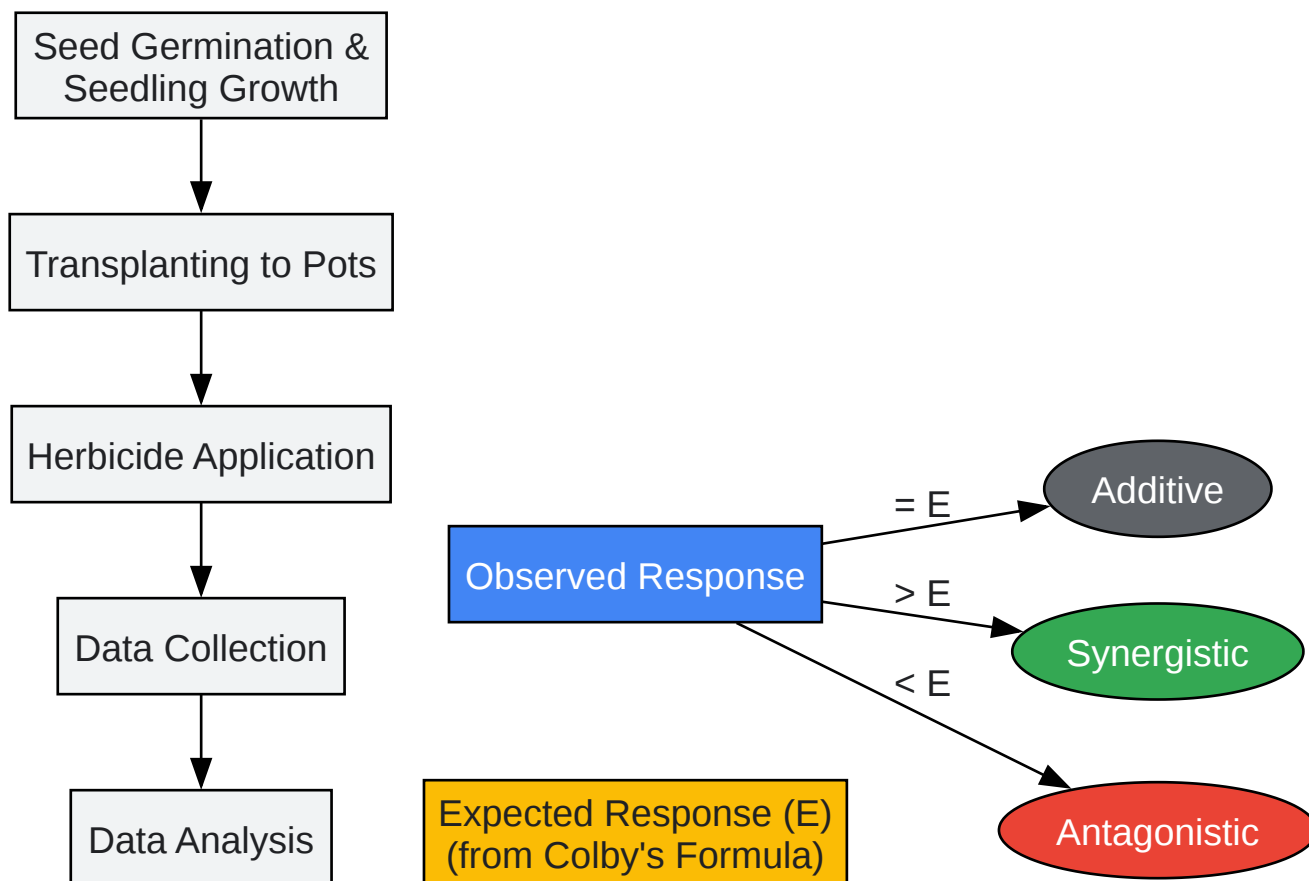 Seed Germination &
Seedling Growth
Transplanting to Pots
Herbicide Application
Data Collection
Data Analysis
Observed Response
= E
> E
< E
Additive
Synergistic
Antagonistic
Expected Response (E)
(from Colby's Formula)